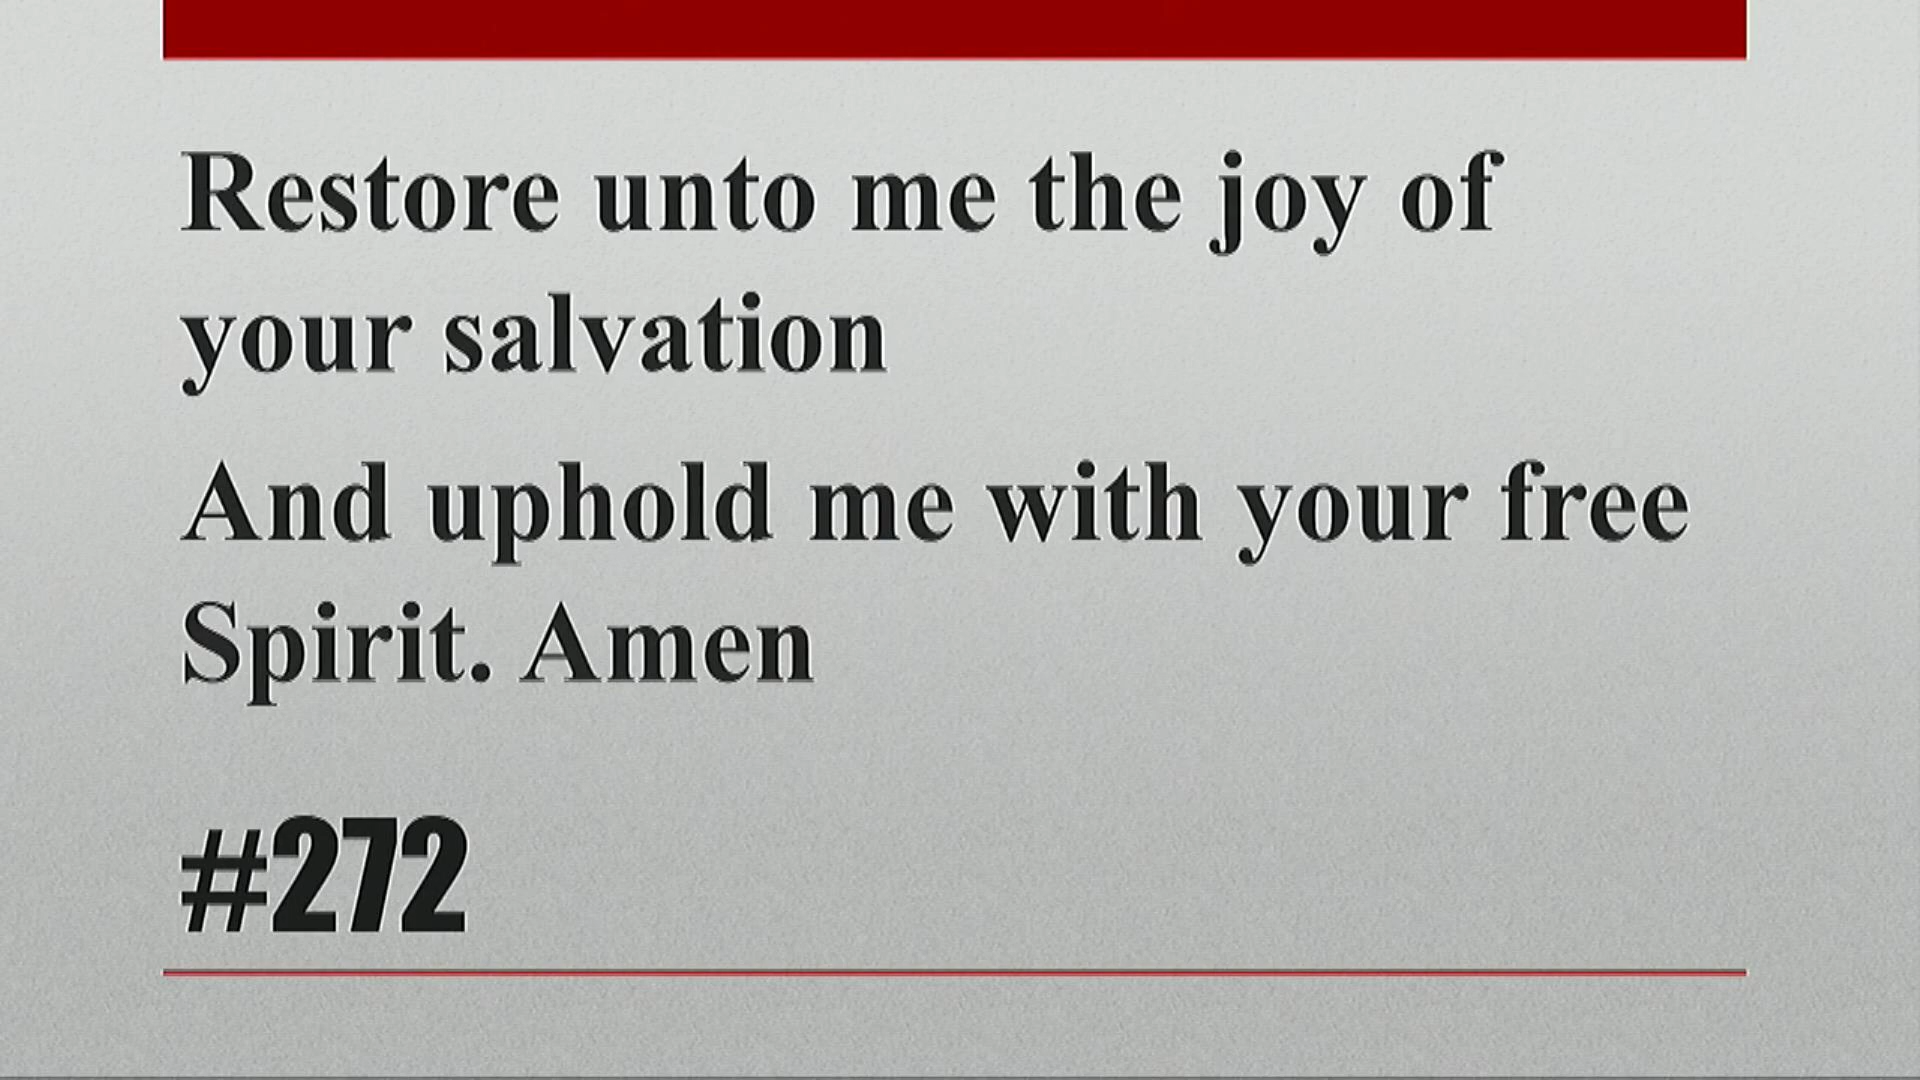 Restore unto me the joy of
your salvation
And uphold me with your free
Spirit. Amen
#272